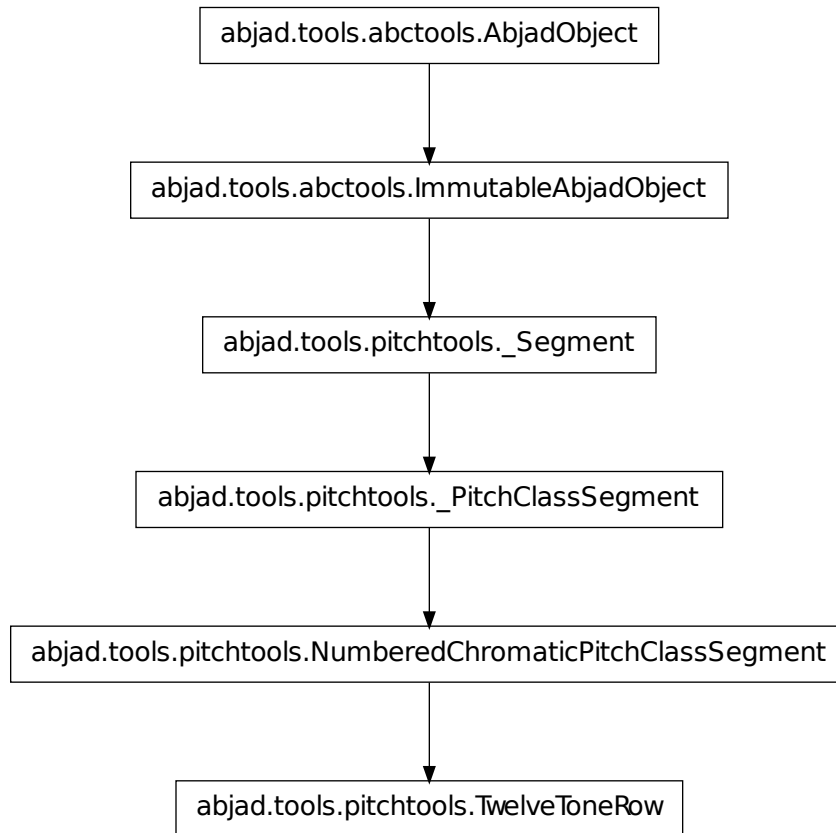 abjad.tools.abctools.AbjadObject
abjad.tools.abctools.ImmutableAbjadObject
abjad.tools.pitchtools._Segment
abjad.tools.pitchtools._PitchClassSegment
abjad.tools.pitchtools.NumberedChromaticPitchClassSegment
abjad.tools.pitchtools.TwelveToneRow